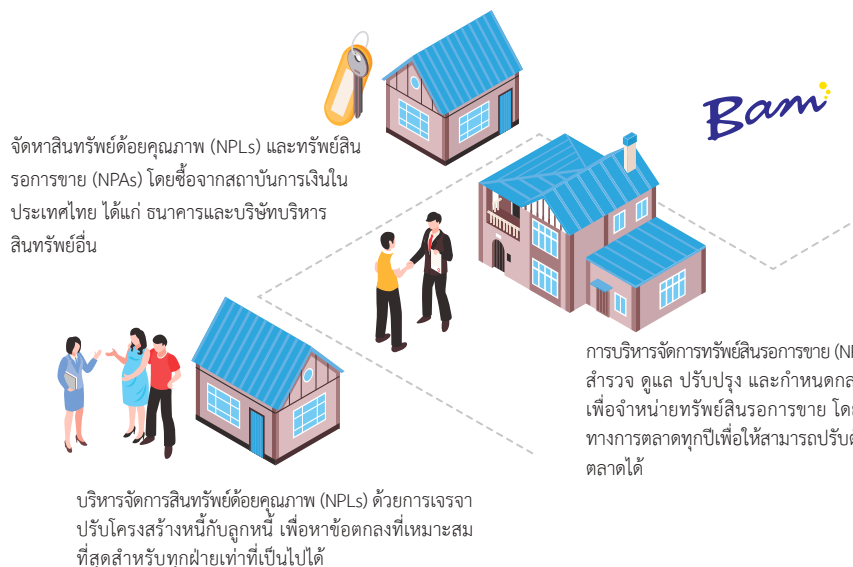 Bam
จัดหาสินทรัพย์ด้อยคุณภาพ (NPLs) และทรัพย์สิน
รอการขาย (NPAs) โดยซื้อจากสถาบันการเงินใน
ประเทศไทย ได้แก่ ธนาคารและบริษัทบริหาร
สินทรัพย์อื่น
การบริหารจัดการทรัพย์สินรอการขาย
สำรวจ ดูแล ปรับปรุง และกำหนด
เพื่อจำหน่ายทรัพย์สินรอการขาย
ทางการตลาดทุกปีเพื่อให้สามารถ
ตลาดได้
บริหารจัดการสินทรัพย์ด้อยคุณภาพ (NPLs) ด้วยการเจรจา
ปรับโครงสร้างหนี้กับลูกหนี้ เพื่อหาข้อตกลงที่เหมาะสม
ที่สุดสำหรับทุกฝ่ายเท่าที่เป็นไปได้